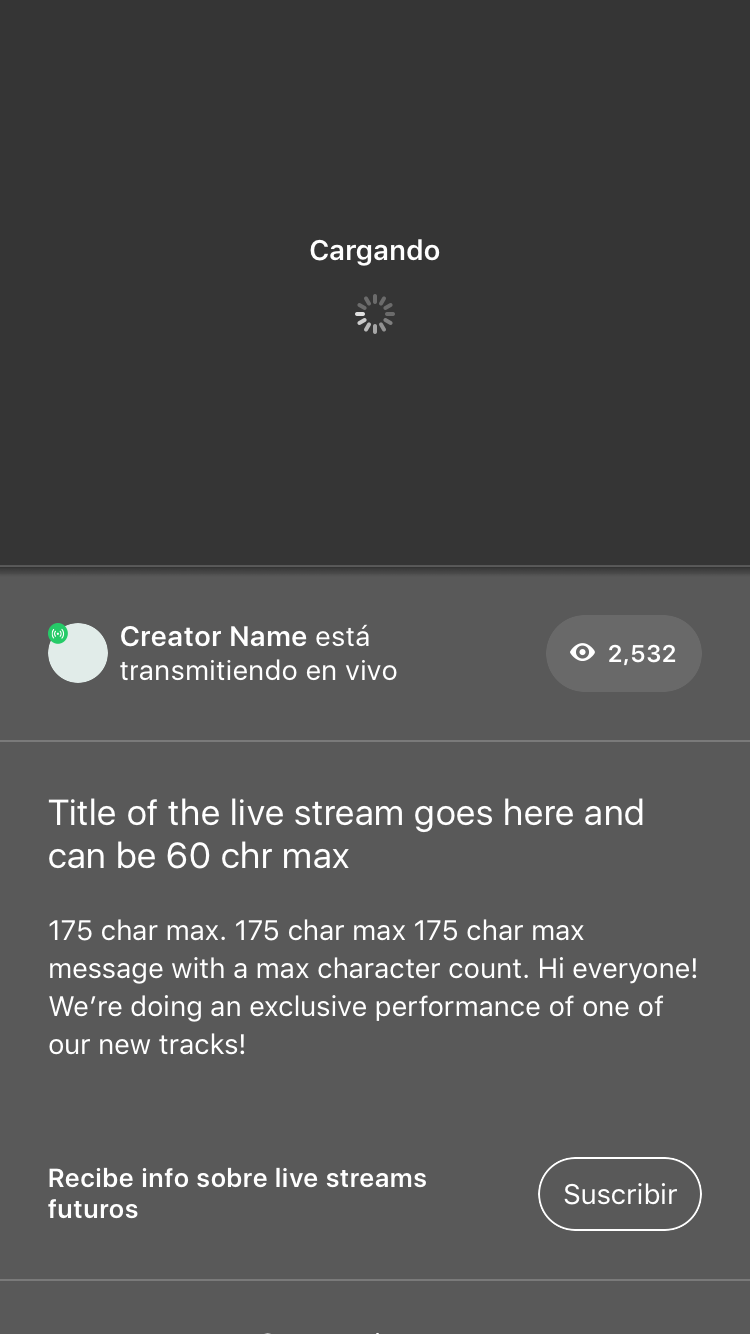 Cargando
Creator Name está
transmitiendo en vivo
2,532
Title of the live stream goes here and
can be 60 chr max
175 char max. 175 char max 175 char max
message with a max character count. Hi everyone!
We’re doing an exclusive performance of one of
our new tracks!
Recibe info sobre live streams
futuros
Suscribir